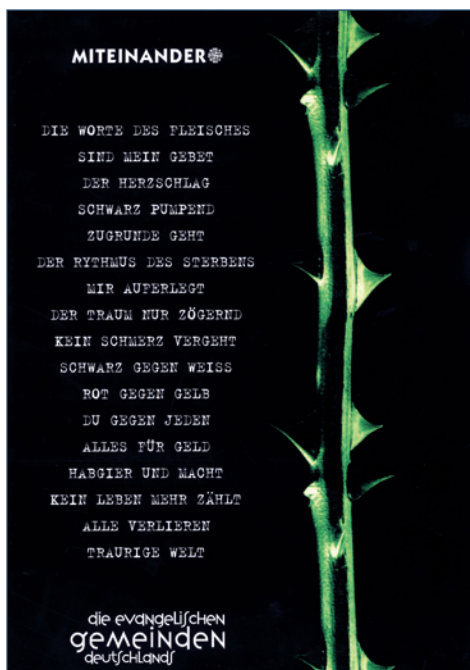 MITEINANDER
DIE WORTE DES FLEISCHES
SIND MEIN GEBET
DER HERZSCHLAG
SCHWARZ PUMPEND
ZUGRUNDE GEHT
DER RYTHMUS DES STERBENS
MIR AUFERLEGT
DER TRAUM NUR ZÖGERND
KEIN SCHMERZ VERGEHT
SCHWARZ GEGEN WEISS
ROT GEGEN GELB
DU GEGEN JEDEN
ALLES FÜR GELD
HABGIER UND MACHT
KEIN LEBEN MEHR ZÄHLT
ALLE VERLIEREN
TRAURIGE WELT
die evangelischen
gemeinden
deutschlands